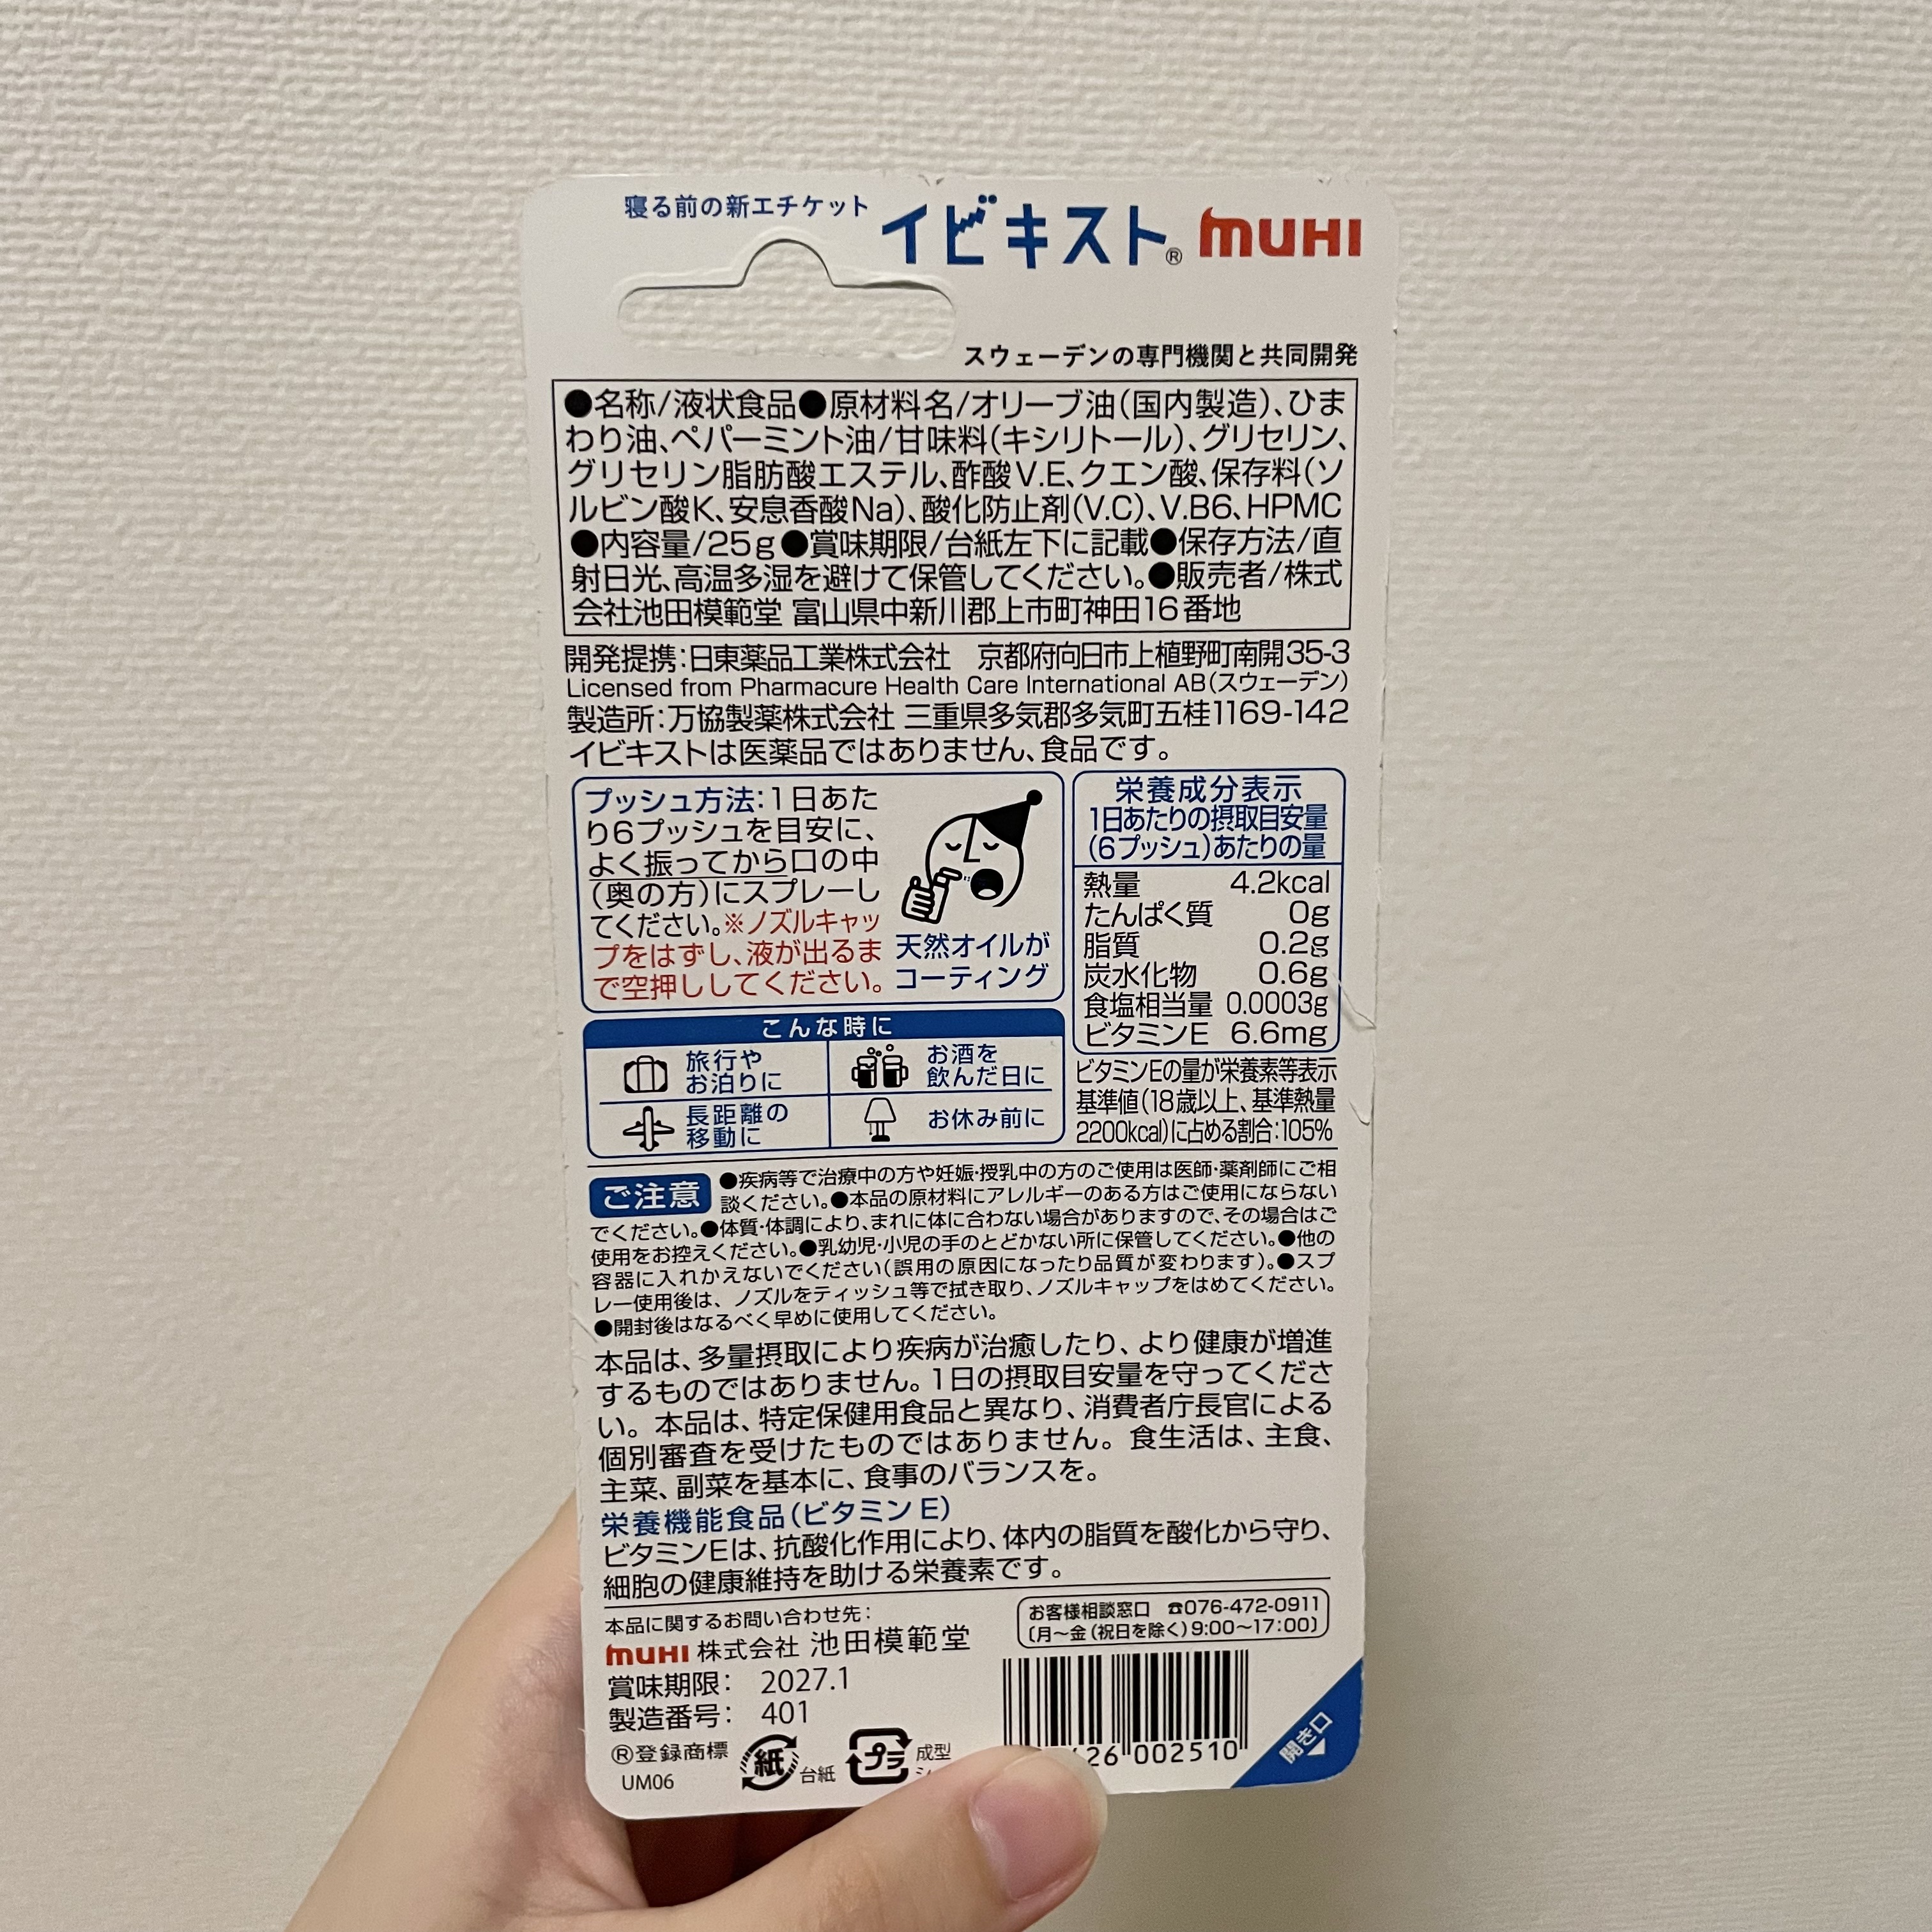 寝る前の新エチケット イビキスト® MUHI
スウェーデンの専門機関と共同開発
●名称/液状食品●原材料名/オリーブ油(国内製造)、ひま
わり油、ペパーミント油/甘味料(キシリトール)、グリセリン、
グリセリン脂肪酸エステル、酢酸V.E、クエン酸、保存料(ソ
ルビン酸K、安息香酸Na)、酸化防止剤(V.C)、V.B6、HPMC
●内容量/25g●賞味期限/台紙左下に記載●保存方法/直
射日光、高温多湿を避けて保管してください。●販売者/株式
会社池田模範堂 富山県中新川郡上市町神田16番地
開発提携:日東薬品工業株式会社 京都府向日市上植野町南開35-3
Licensed from Pharmacure Health Care International AB(スウェーデン)
製造所:万協製薬株式会社 三重県多気郡多気町五桂1169-142
イビキストは医薬品ではありません、食品です。
プッシュ方法:1日あた
り6プッシュを目安に、
よく振ってから口の中
(奥の方)にスプレーし
てください。※ノズルキャッ
プをはずし、液が出るま
で空押ししてください。
天然オイルが
コーティング
栄養成分表示
1日あたりの摂取目安量
(6プッシュ)あたりの量
熱量 4.2kcal
たんぱく質 0g
脂質 0.2g
炭水化物 0.6g
食塩相当量 0.0003g
ビタミンE 6.6mg
ビタミンEの量が栄養素等表示
基準値(18歳以上、基準熱量
2200kcal)に占める割合:105%
こんな時に
旅行や
お泊りに
お酒を
飲んだ日に
長距離の
移動に
お休み前に
ご注意 ●疾病等で治療中の方や妊娠・授乳中の方のご使用は医師・薬剤師にご相
談ください。●本品の原材料にアレルギーのある方はご使用にならない
でください。●体質・体調により、まれに体に合わない場合がありますので、その場合はご
使用をお控えください。●乳幼児・小児の手のとどかない所に保管してください。●他の
容器に入れかえないでください(誤用の原因になったり品質が変わります)。●スプ
レー使用後は、ノズルをティッシュ等で拭き取り、ノズルキャップをはめてください。
●開封後はなるべく早めに使用してください。
本品は、多量摂取により疾病が治癒したり、より健康が増進
するものではありません。1日の摂取目安量を守ってくださ
い。本品は、特定保健用食品と異なり、消費者庁長官による
個別審査を受けたものではありません。食生活は、主食、
主菜、副菜を基本に、食事のバランスを。
栄養機能食品(ビタミンE)
ビタミンEは、抗酸化作用により、体内の脂質を酸化から守り、
細胞の健康維持を助ける栄養素です。
本品に関するお問い合わせ先:
MUHI 株式会社 池田模範堂
お客様相談窓口 ☎076-472-0911
〔月〜金(祝日を除く)9:00〜17:00〕
賞味期限: 2027.1
製造番号: 401
®登録商標
UM06
紙 台紙
プラ 成型
26 002510
開き口